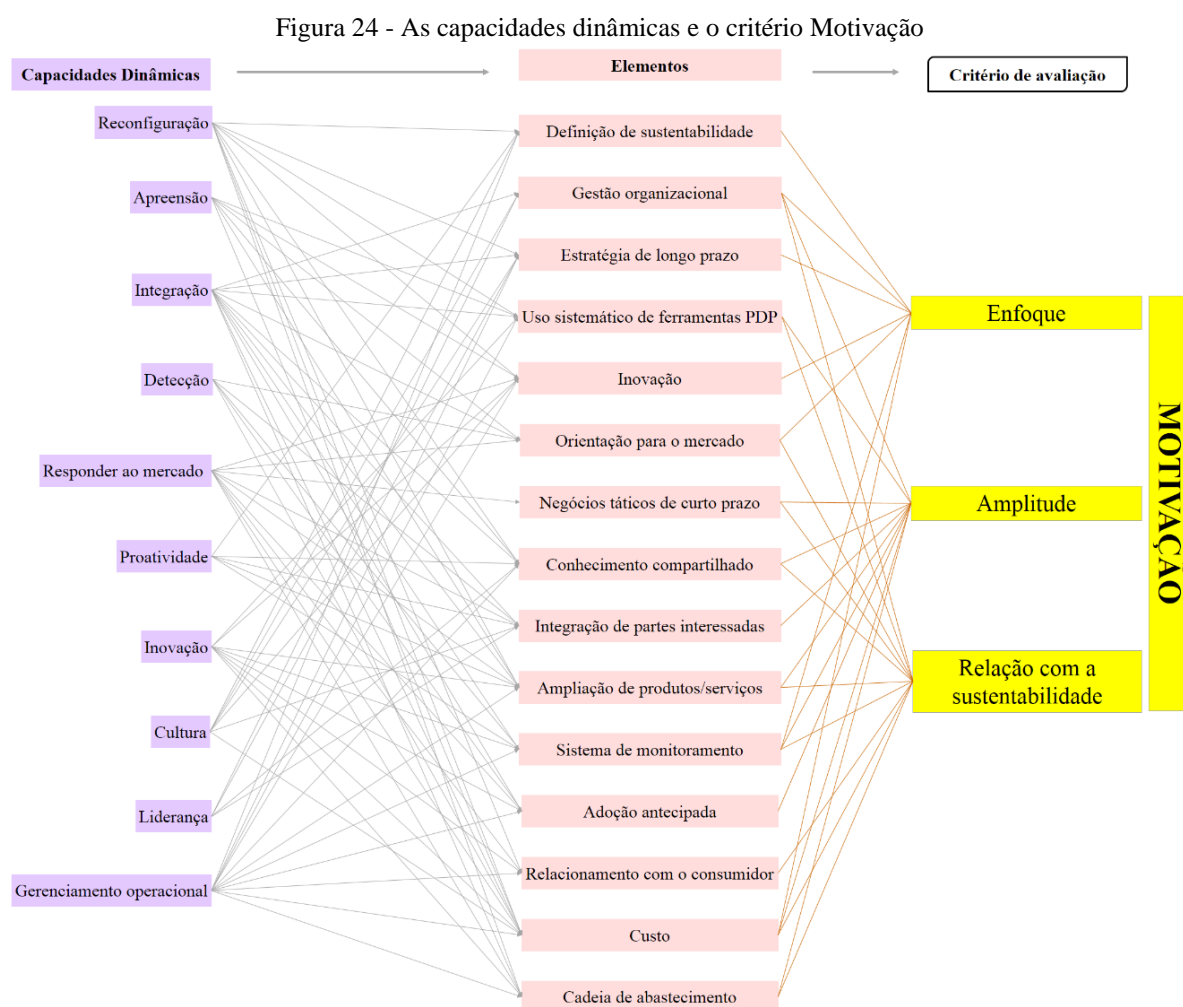 Figura 24 - As capacidades dinâmicas e o critério Motivação
Capacidades Dinâmicas
Elementos
Critério de avaliação
Reconfiguração
Apreensão
Integração
Detecção
Responder ao mercado
Proatividade
Inovação
Cultura
Liderança
Gerenciamento operacional
Definição de sustentabilidade
Gestão organizacional
Estratégia de longo prazo
Uso sistemático de ferramentas PDP
Inovação
Orientação para o mercado
Negócios táticos de curto prazo
Conhecimento compartilhado
Integração de partes interessadas
Ampliação de produtos/serviços
Sistema de monitoramento
Adoção antecipada
Relacionamento com o consumidor
Custo
Cadeia de abastecimento
Enfoque
Amplitude
Relação com a
sustentabilidade
MOTIVAÇÃO